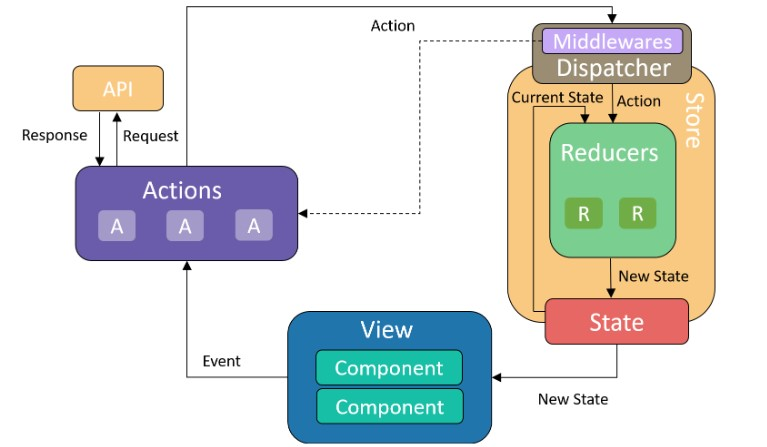 Action
Middlewares
Dispatcher
API
Current State
Action
Store
Response
Request
Reducers
Actions
A
A
A
R
R
New State
View
State
Event
Component
Component
New State